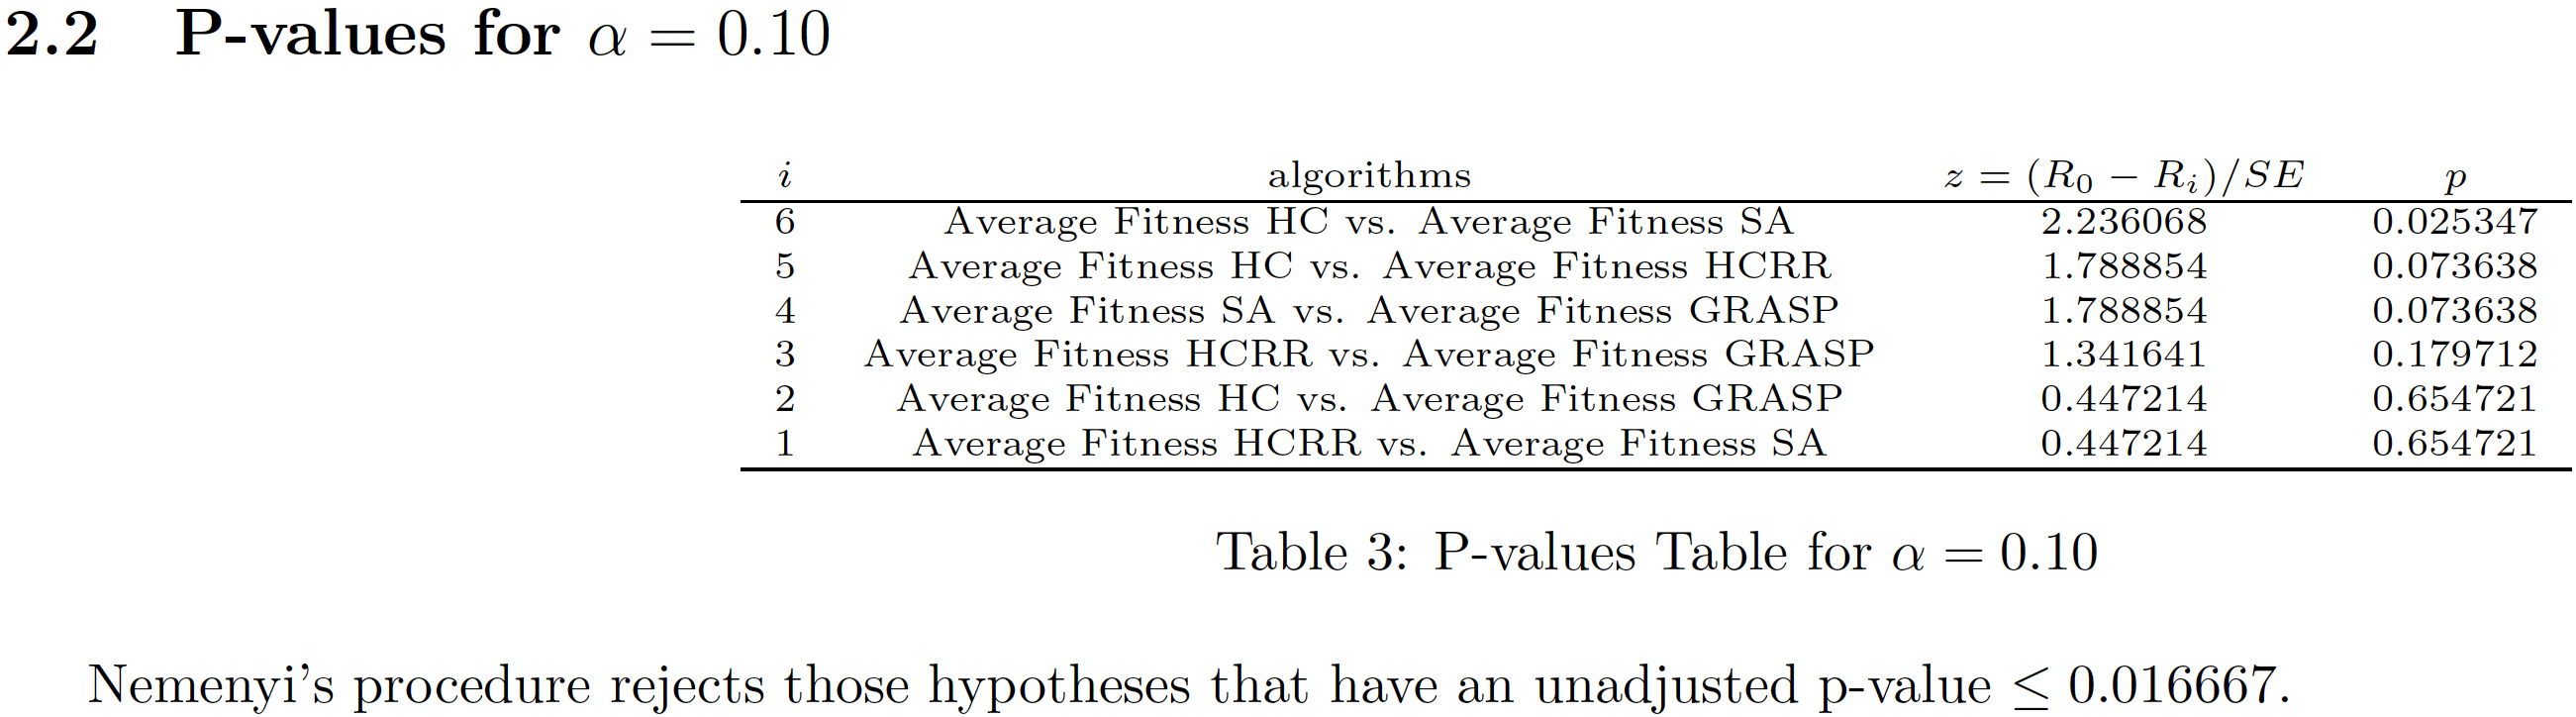 2.2 P-values for α = 0.10
i algorithms z = (R₀ − Rᵢ)/SE p
6 Average Fitness HC vs. Average Fitness SA 2.236068 0.025347
5 Average Fitness HC vs. Average Fitness HCRR 1.788854 0.073638
4 Average Fitness SA vs. Average Fitness GRASP 1.788854 0.073638
3 Average Fitness HCRR vs. Average Fitness GRASP 1.341641 0.179712
2 Average Fitness HC vs. Average Fitness GRASP 0.447214 0.654721
1 Average Fitness HCRR vs. Average Fitness SA 0.447214 0.654721
Table 3: P-values Table for α = 0.10
Nemenyi’s procedure rejects those hypotheses that have an unadjusted p-value ≤ 0.016667.